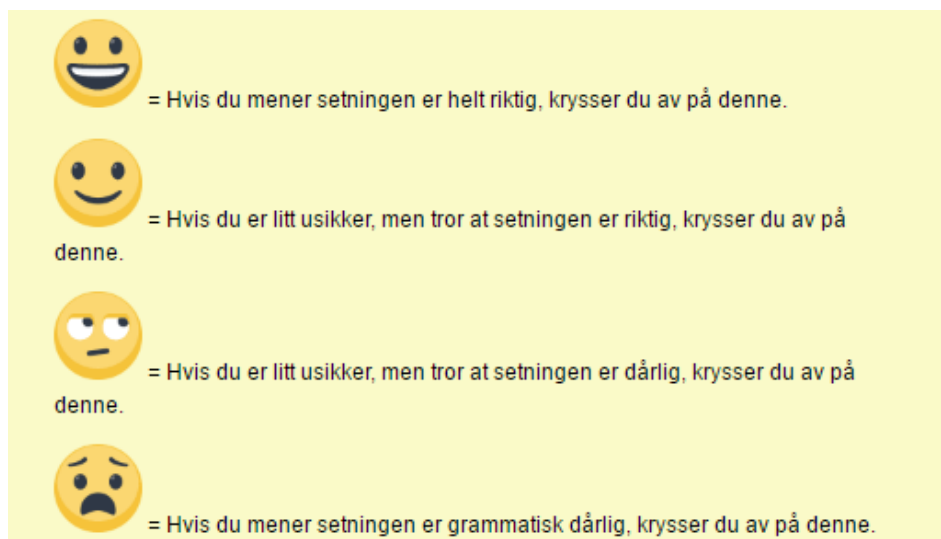 = Hvis du mener setningen er helt riktig, krysser du av på denne.
= Hvis du er litt usikker, men tror at setningen er riktig, krysser du av på
denne.
= Hvis du er litt usikker, men tror at setningen er dårlig, krysser du av på
denne.
= Hvis du mener setningen er grammatisk dårlig, krysser du av på denne.